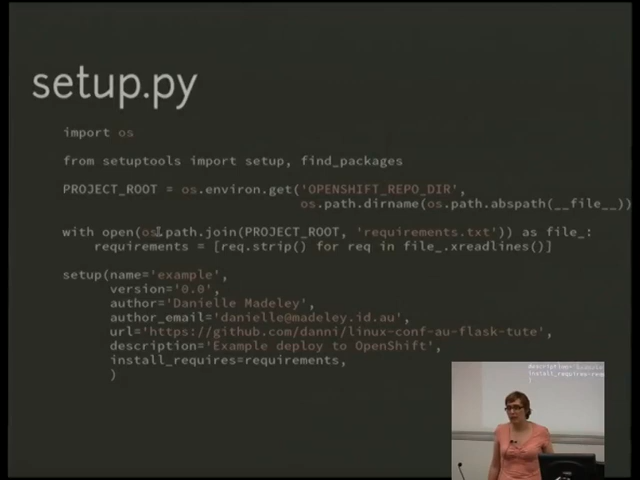 setup.py
import os
from setuptools import setup, find_packages
PROJECT_ROOT = os.environ.get('OPENSHIFT_REPO_DIR',
os.path.dirname(os.path.abspath(__file__))
with open(os.path.join(PROJECT_ROOT, 'requirements.txt')) as file_:
requirements = [req.strip() for req in file_.xreadlines()]
setup(name='example',
version='0.0',
author='Danielle Madeley',
author_email='danielle@madeley.id.au',
url='https://github.com/danni/linux-conf-au-flask-tute',
description='Example deploy to OpenShift',
install_requires=requirements,
)